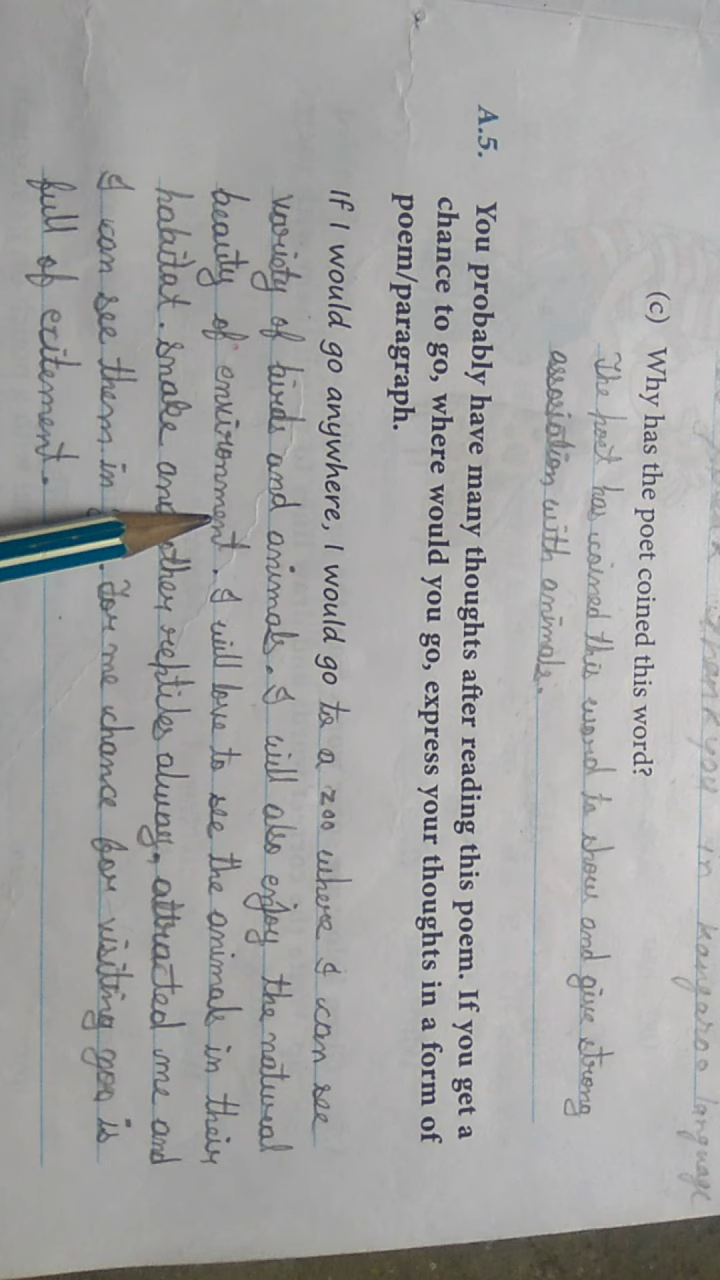 thank you in kangaroo language
(c) Why has the poet coined this word?
The poet has coined this word to show and give strong
association with animals.
A.5. You probably have many thoughts after reading this poem. If you get a
chance to go, where would you go, express your thoughts in a form of
poem/paragraph.
If I would go anywhere, I would go to a zoo where I can see
variety of birds and animals. I will also enjoy the natural
beauty of environment. I will love to see the animals in their
habitat. Snake and other reptiles always attracted me and
I can see them in . For me chance for visiting zoo is
full of excitement.